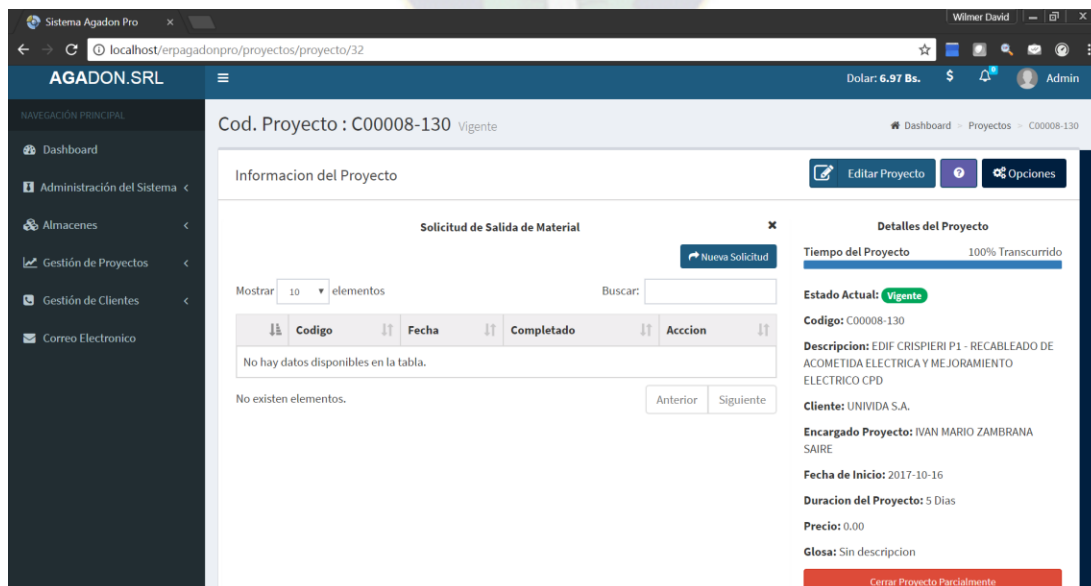 Sistema Agadon Pro
Wilmer David
localhost/erpagadonpro/proyectos/proyecto/32
AGADON.SRL
Dolar: 6.97 Bs.
$
Admin
NAVEGACIÓN PRINCIPAL
Dashboard
Administración del Sistema
Almacenes
Gestión de Proyectos
Gestión de Clientes
Correo Electronico
Cod. Proyecto : C00008-130 Vigente
Dashboard > Proyectos > C00008-130
Informacion del Proyecto
Editar Proyecto
?
Opciones
Solicitud de Salida de Material
Nueva Solicitud
Mostrar 10 elementos
Buscar:
Codigo Fecha Completado Acccion
No hay datos disponibles en la tabla.
No existen elementos.
Anterior Siguiente
Detalles del Proyecto
Tiempo del Proyecto 100% Transcurrido
Estado Actual: Vigente
Codigo: C00008-130
Descripcion: EDIF CRISPIERI P1 - RECABLEADO DE
ACOMETIDA ELECTRICA Y MEJORAMIENTO
ELECTRICO CPD
Cliente: UNIVIDA S.A.
Encargado Proyecto: IVAN MARIO ZAMBRANA
SAIRE
Fecha de Inicio: 2017-10-16
Duracion del Proyecto: 5 Dias
Precio: 0.00
Glosa: Sin descripcion
Cerrar Proyecto Parcialmente